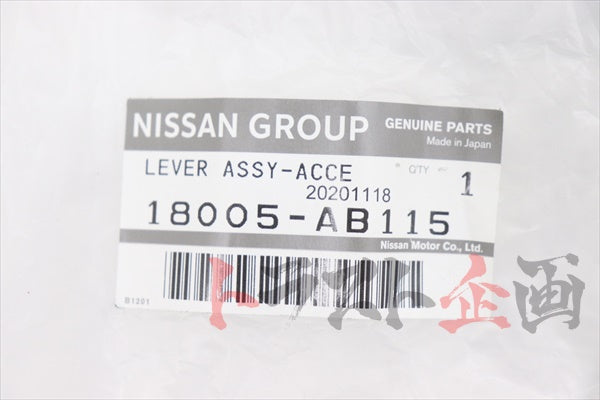 NISSAN GROUP GENUINE PARTS
Made in Japan
LEVER ASSY-ACCE QTY 1
20201118
18005-AB115
Nissan Motor Co., Ltd.
B1201
トラスト企画